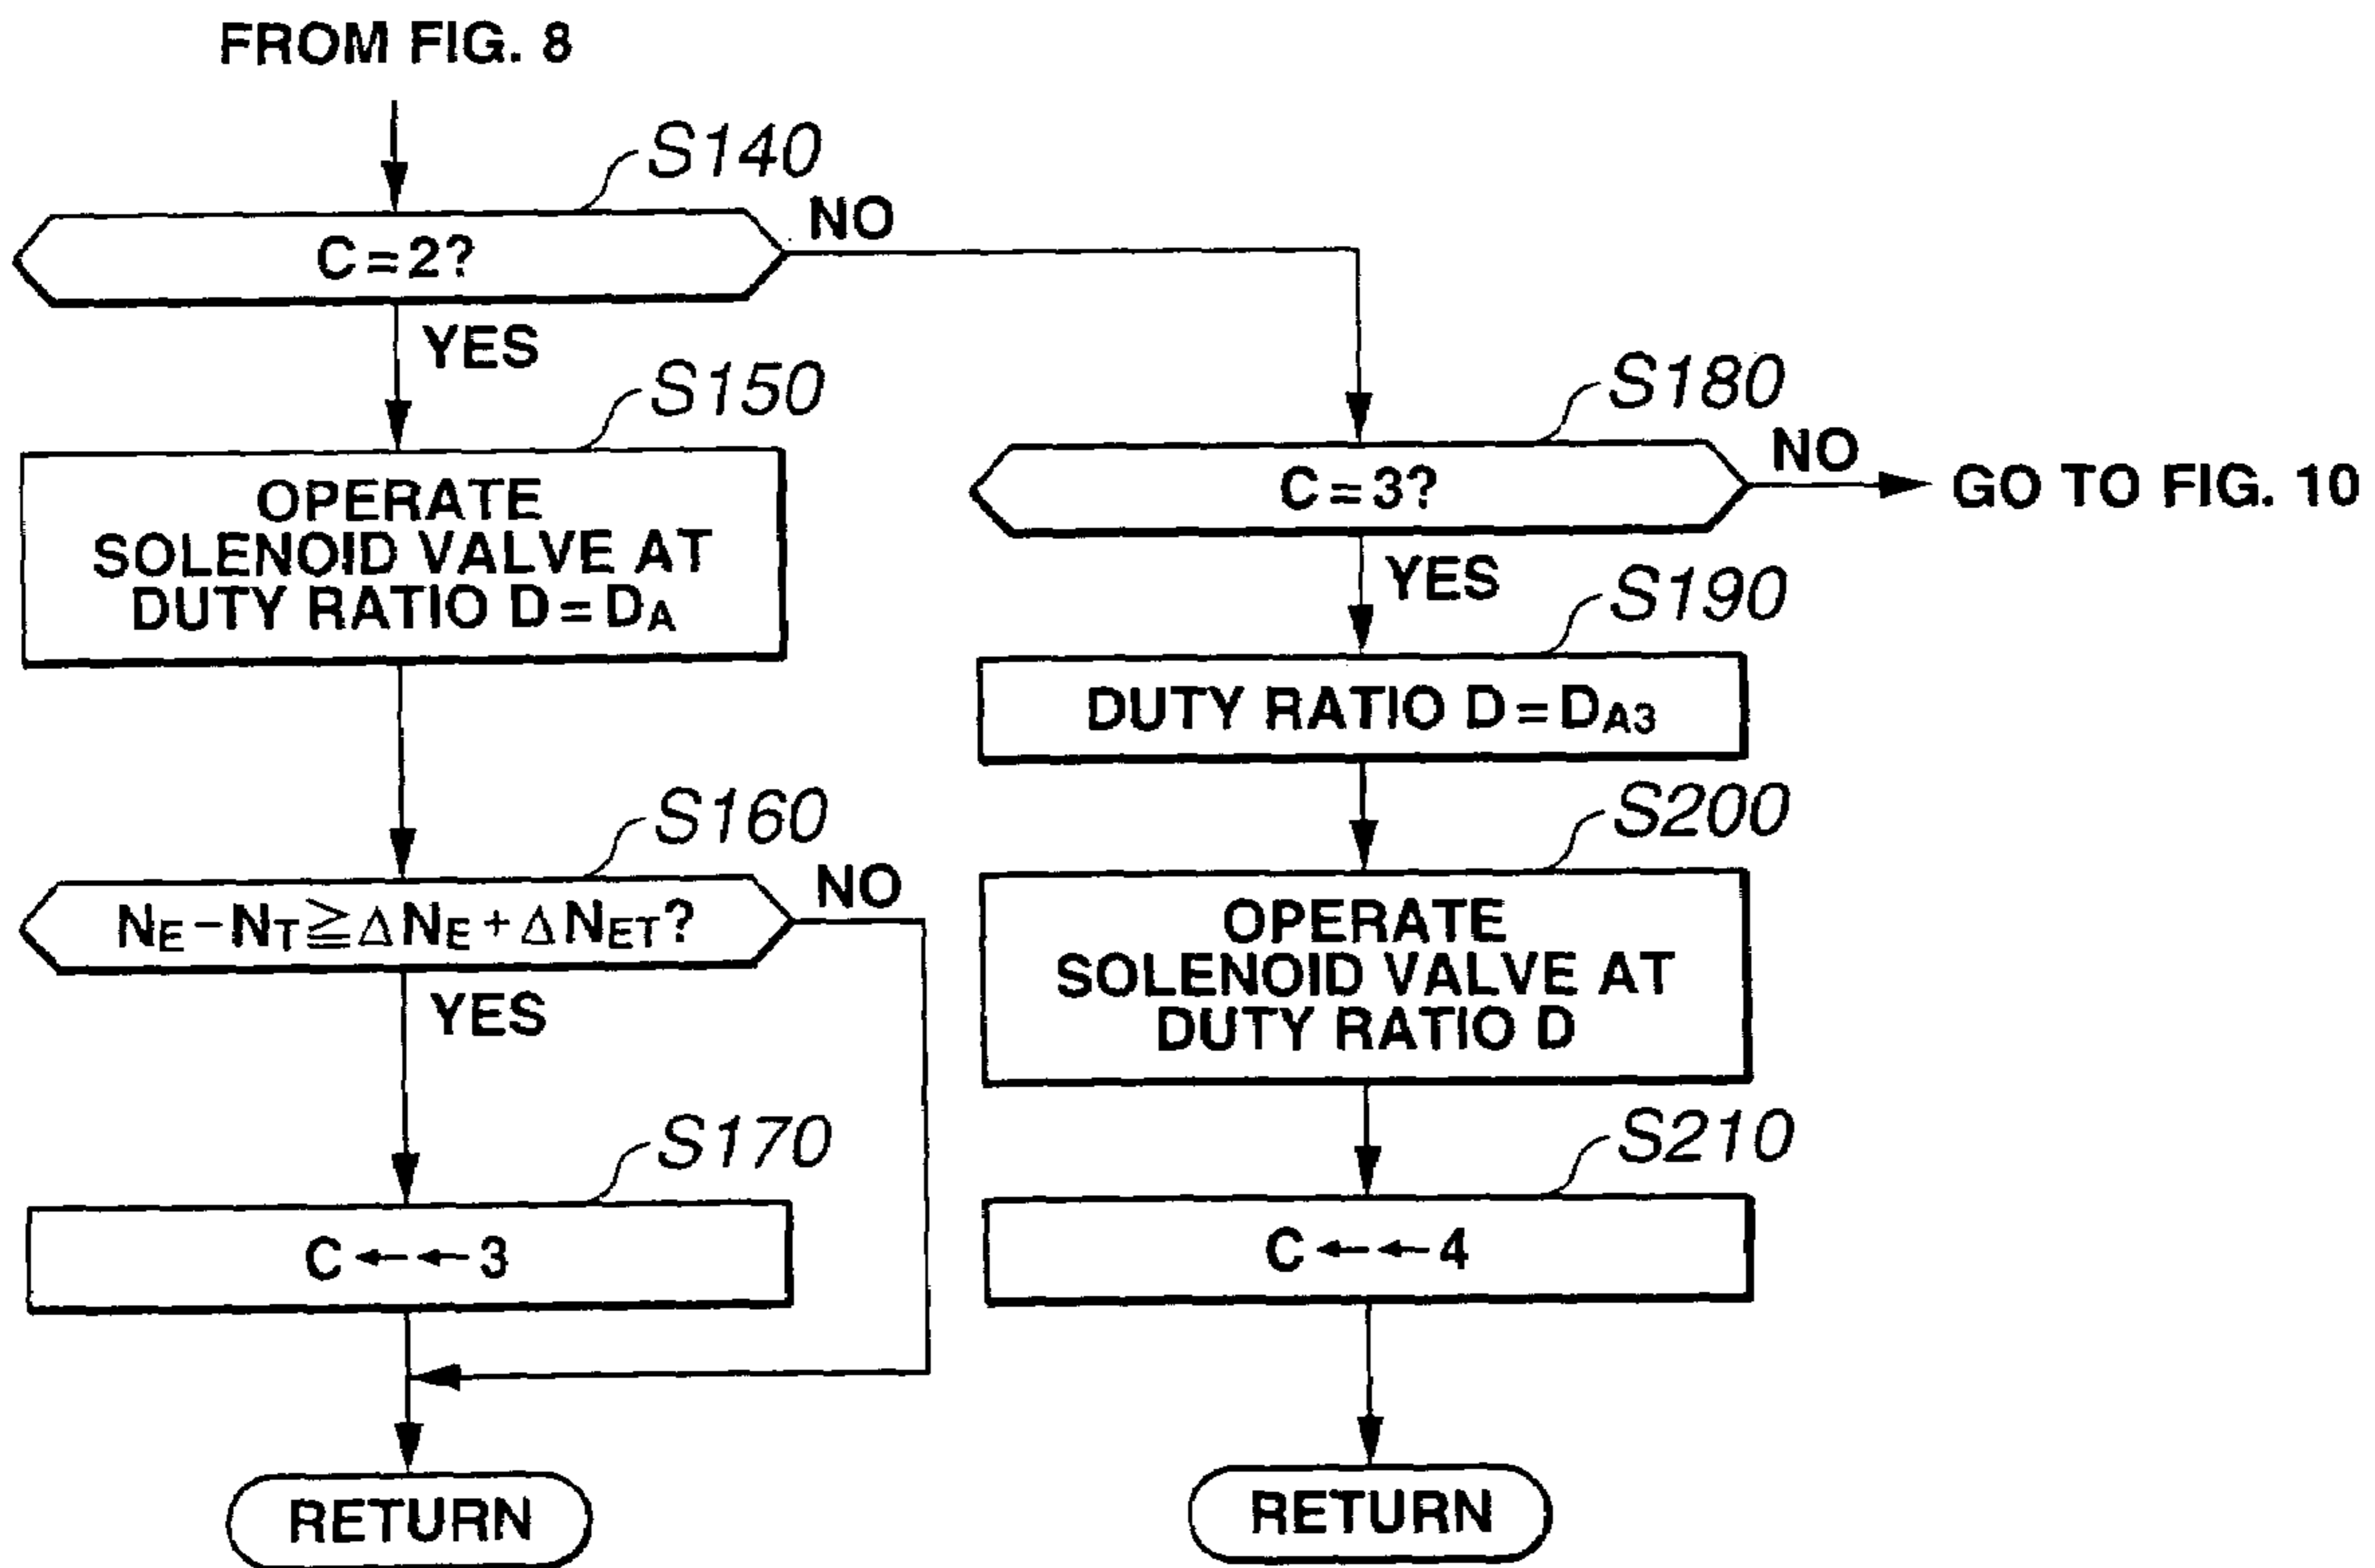 FROM FIG. 8
S140
C=2?
NO
YES
S150
OPERATE
SOLENOID VALVE AT
DUTY RATIO D=DA
S160
NE-NT≧ΔNE+ΔNET?
NO
YES
S170
C←←3
RETURN
S180
C=3?
NO
GO TO FIG. 10
YES
S190
DUTY RATIO D=DA3
S200
OPERATE
SOLENOID VALVE AT
DUTY RATIO D
S210
C←←4
RETURN